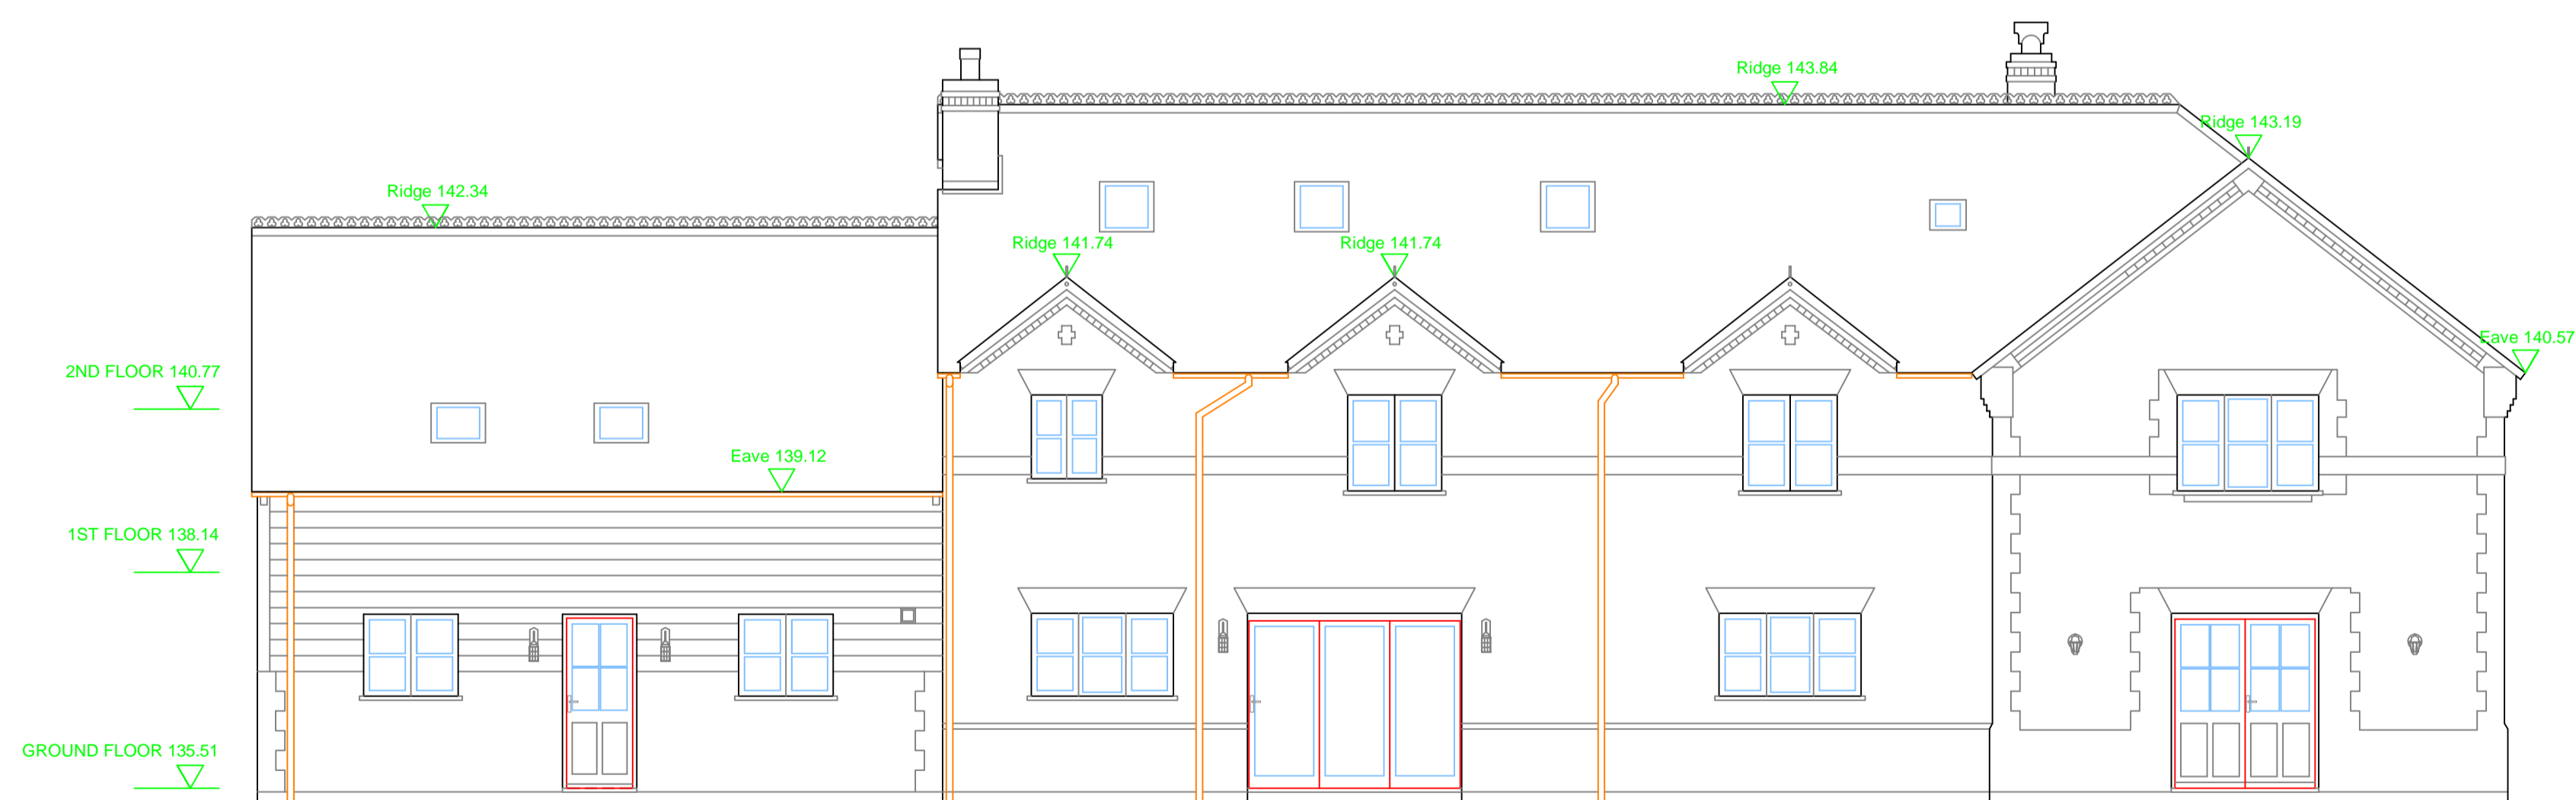 Ridge 143.84
Ridge 143.19
Ridge 142.34
Ridge 141.74
Ridge 141.74
Eave 140.57
2ND FLOOR 140.77
Eave 139.12
1ST FLOOR 138.14
GROUND FLOOR 135.51